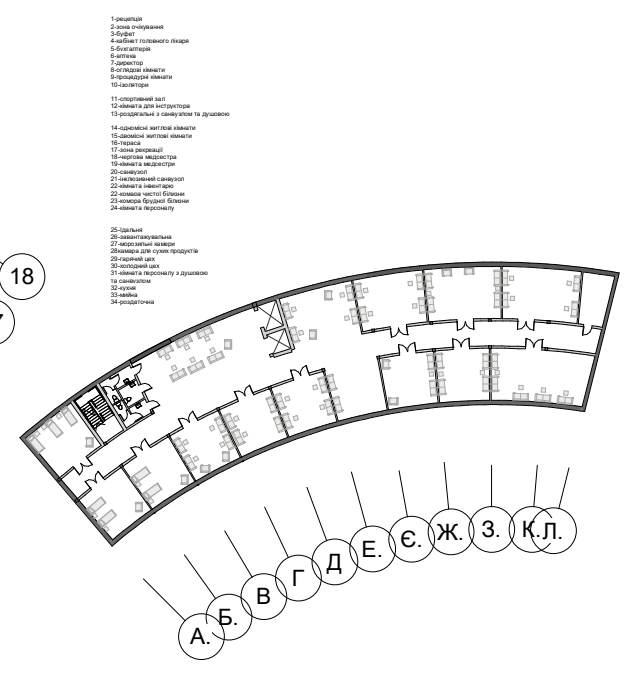 1-рецепція
2-зона очікування
3-буфет
4-кабінет головного лікаря
5-бухгалтерія
6-аптека
7-директор
8-оглядові кімнати
9-процедурні кімнати
10-ізолятори
11-спортивний зал
12-кімната для інструктора
13-роздягальні з санвузлом та душовою
14-одномісні житлові кімнати
15-двомісні житлові кімнати
16-тераса
17-зона рекреації
18-чергова медсестра
19-кімната медсестри
20-санвузол
21-інклюзивний санвузол
22-кімната інвентарю
22-комора чистої білизни
23-комора брудної білизни
24-кімната персоналу
25-їдальня
26-завантажувальна
27-морозильні камери
28камара для сухих продуктів
29-гарячий цех
30-холодний цех
31-кімната персоналу з душовою
та санвузлом
32-кухня
33-мийна
34-роздаточна
18
А.
Б.
В
Г
Д
Е.
Є.
Ж.
З.
К.
Л.